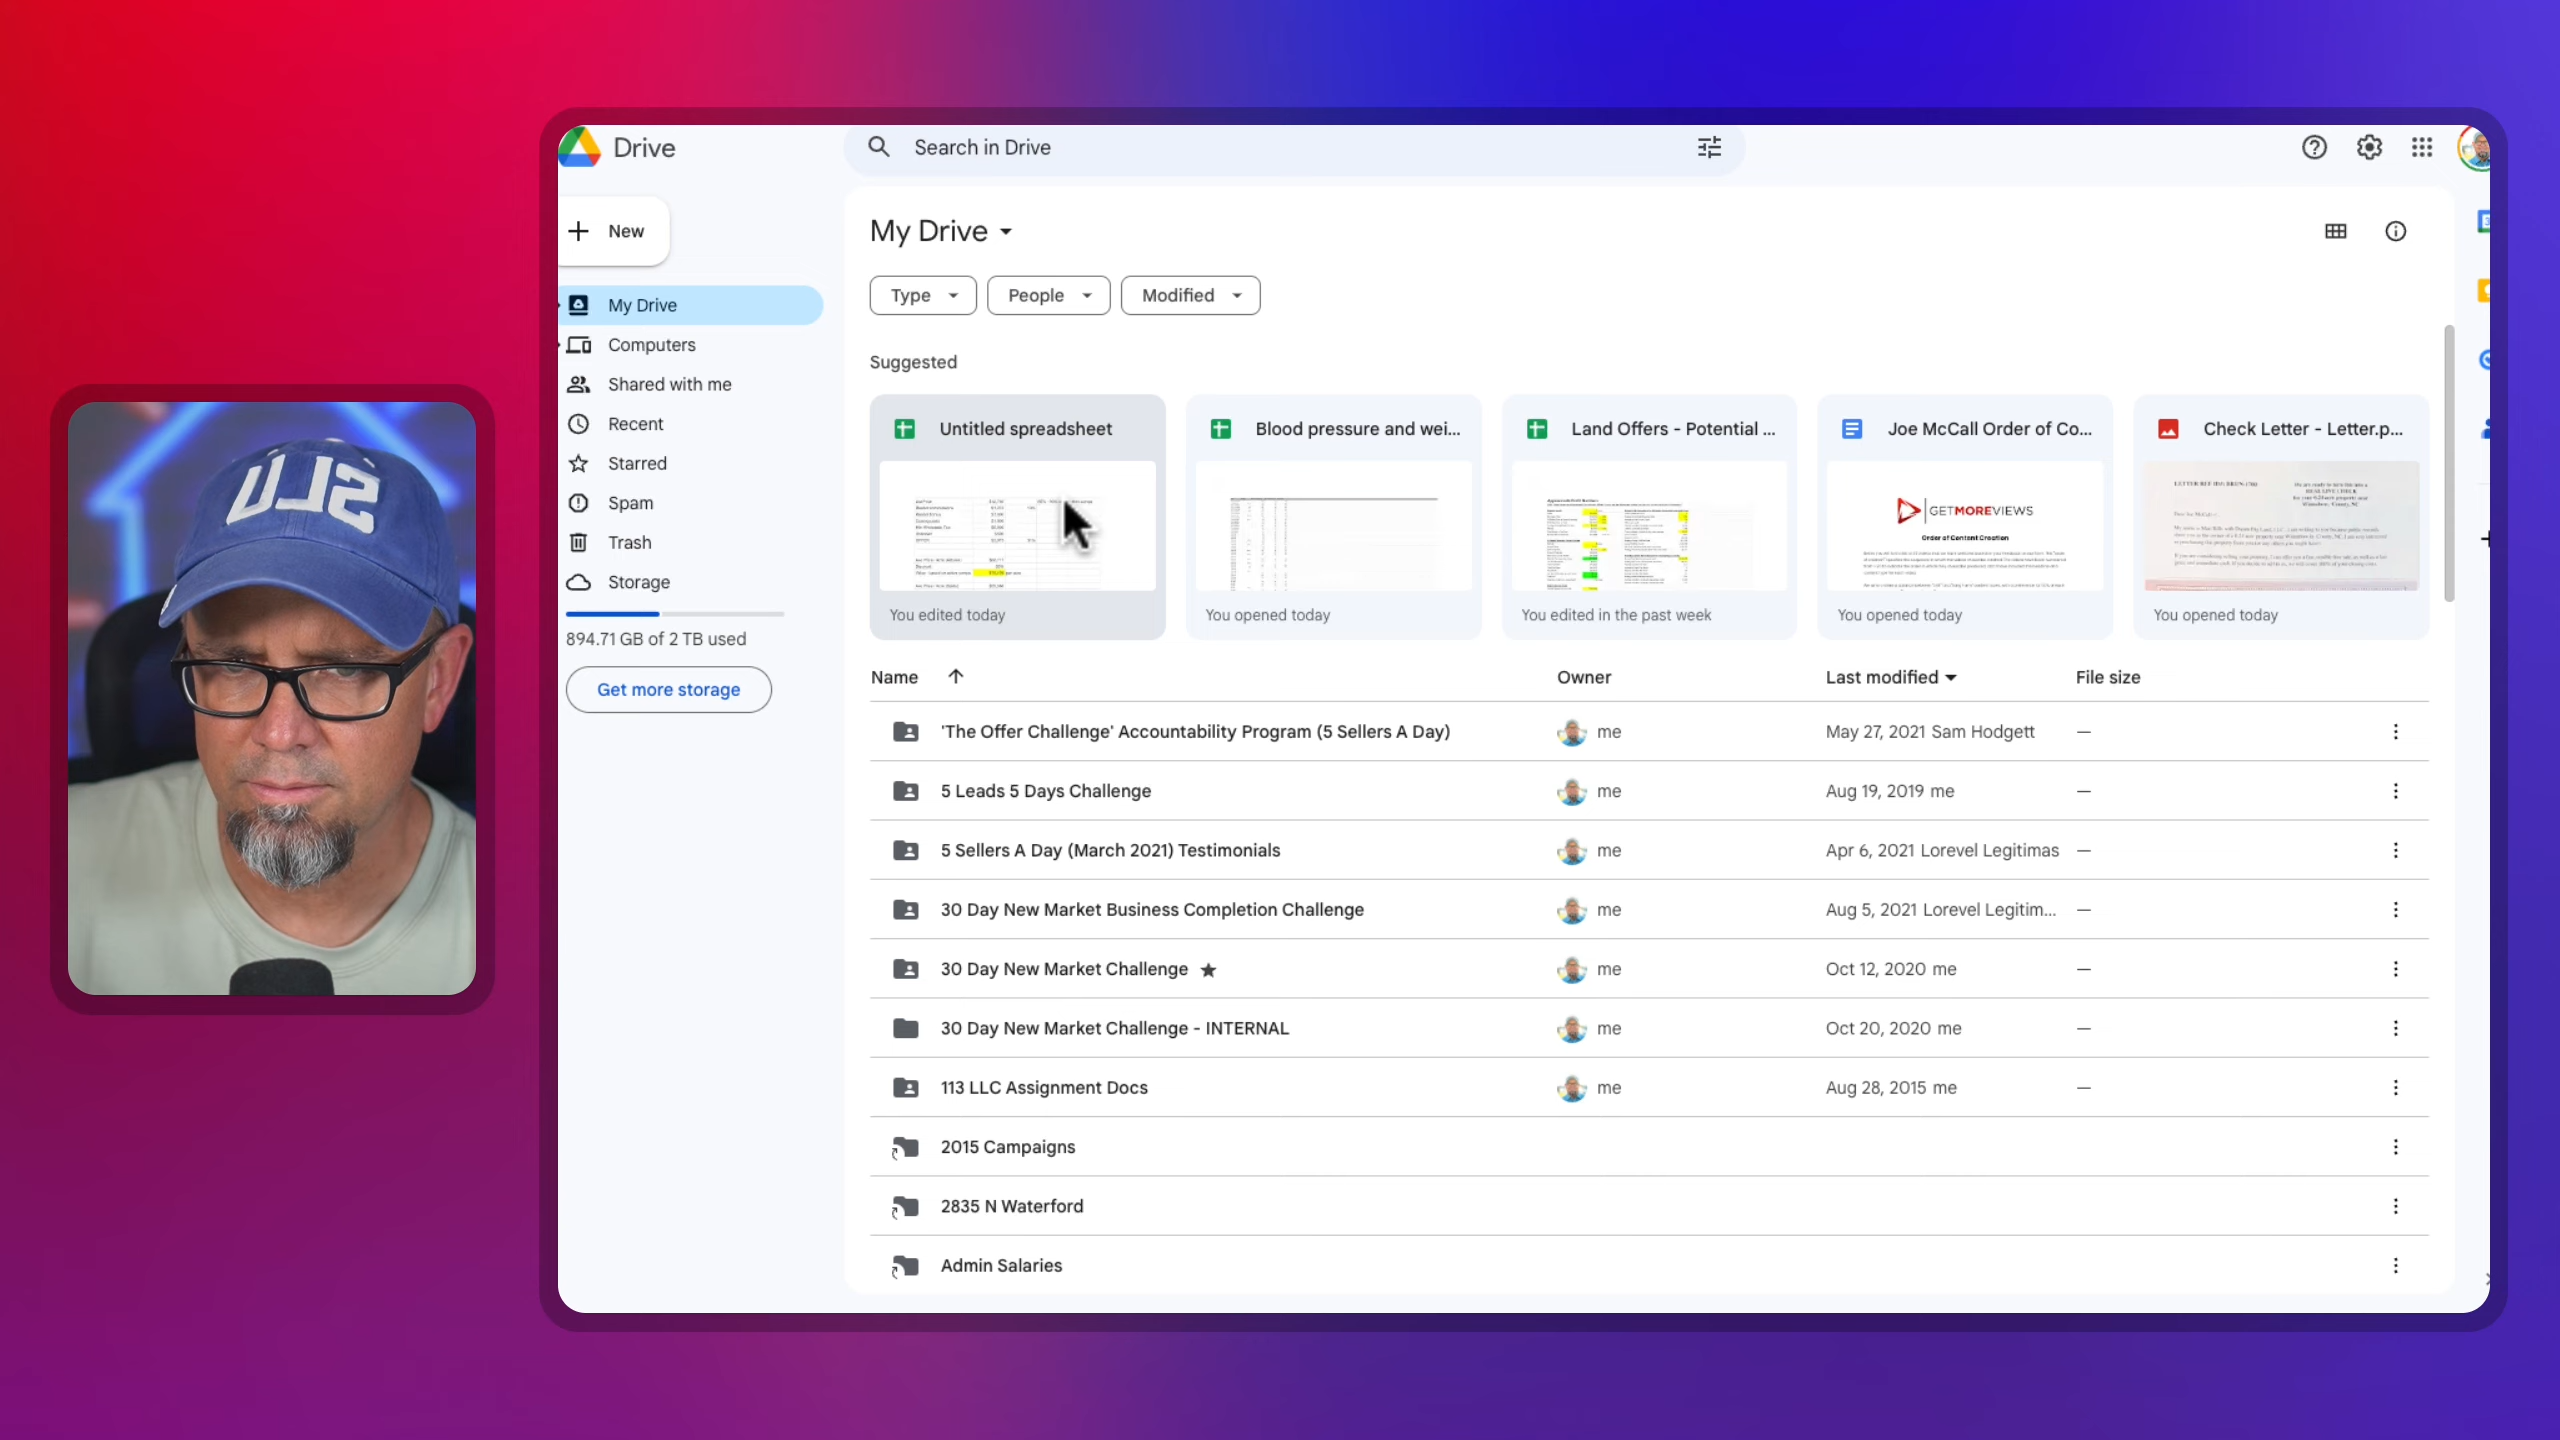 SLU
Drive
Search in Drive
New
My Drive
Computers
Shared with me
Recent
Starred
Spam
Trash
Storage
894.71 GB of 2 TB used
Get more storage
My Drive
Type
People
Modified
Suggested
Untitled spreadsheet
You edited today
Blood pressure and wei...
You opened today
Land Offers - Potential ...
You edited in the past week
Joe McCall Order of Co...
GETMOREVIEWS
Order of Content Creation
You opened today
Check Letter - Letter.p...
You opened today
Name Owner Last modified File size
'The Offer Challenge' Accountability Program (5 Sellers A Day) me May 27, 2021 Sam Hodgett —
5 Leads 5 Days Challenge me Aug 19, 2019 me —
5 Sellers A Day (March 2021) Testimonials me Apr 6, 2021 Lorevel Legitimas —
30 Day New Market Business Completion Challenge me Aug 5, 2021 Lorevel Legitim... —
30 Day New Market Challenge me Oct 12, 2020 me —
30 Day New Market Challenge - INTERNAL me Oct 20, 2020 me —
113 LLC Assignment Docs me Aug 28, 2015 me —
2015 Campaigns
2835 N Waterford
Admin Salaries